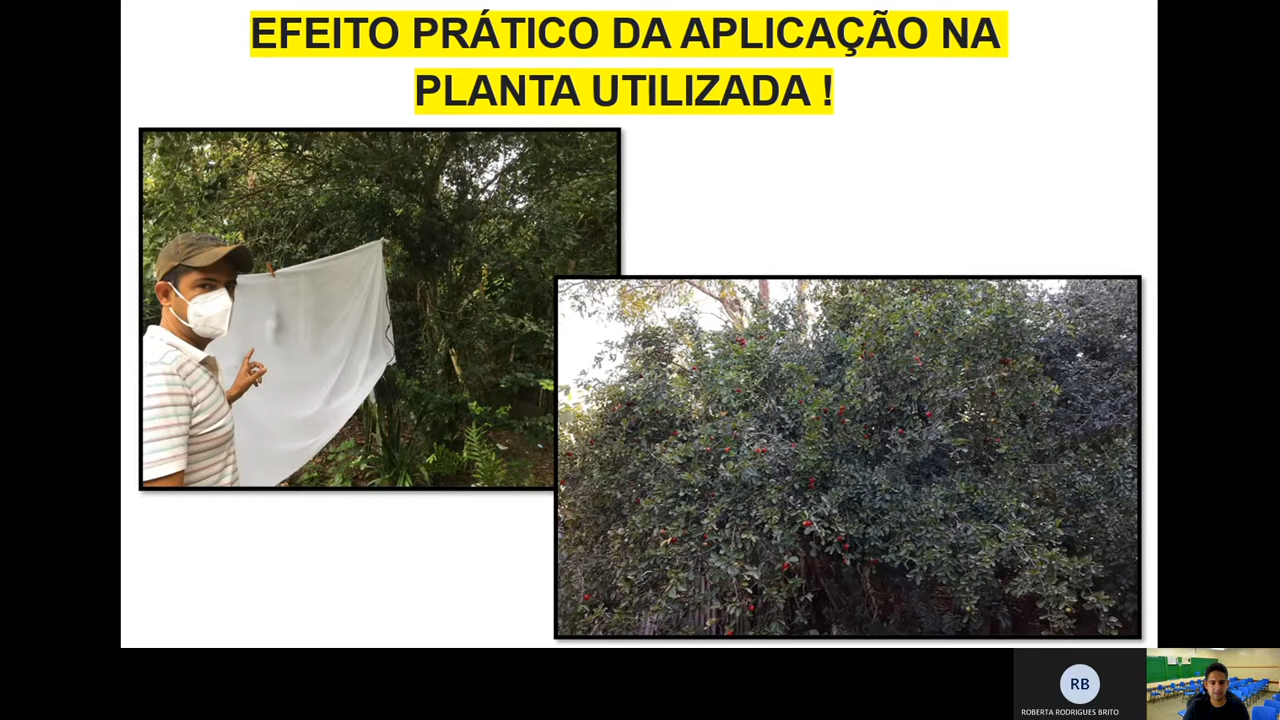 EFEITO PRÁTICO DA APLICAÇÃO NA
PLANTA UTILIZADA !
RB
ROBERTA RODRIGUES BRITO